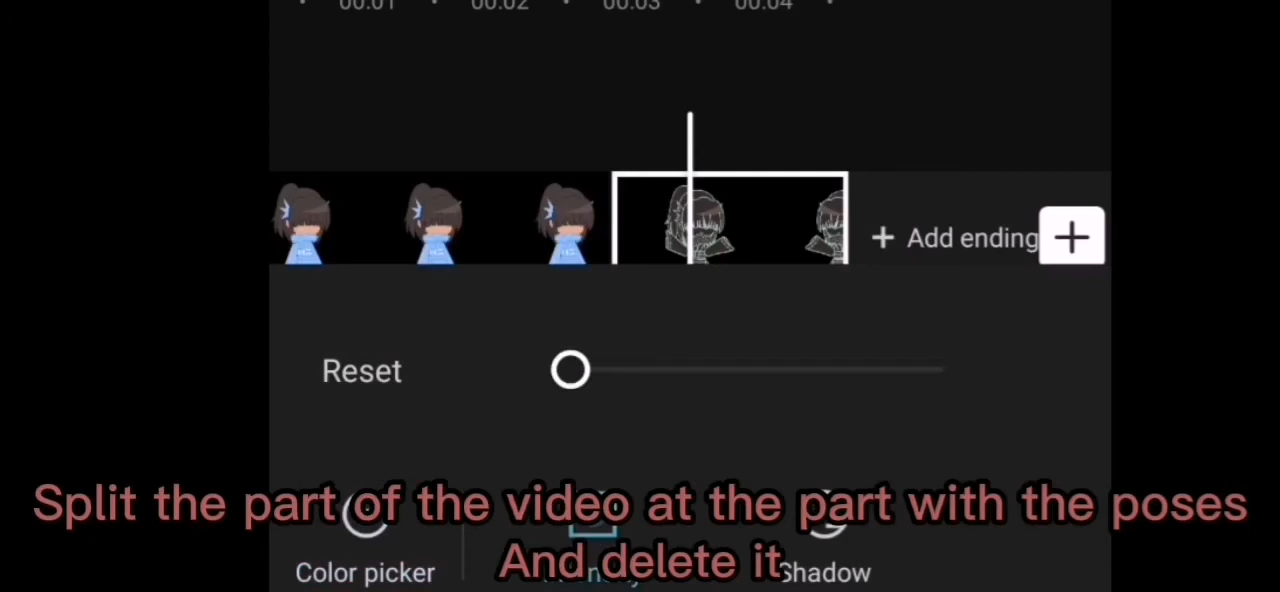 00:01 00:02 00:03 00:04
+ Add ending
Reset
Split the part of the video at the part with the poses
And delete it
Color picker
Shadow